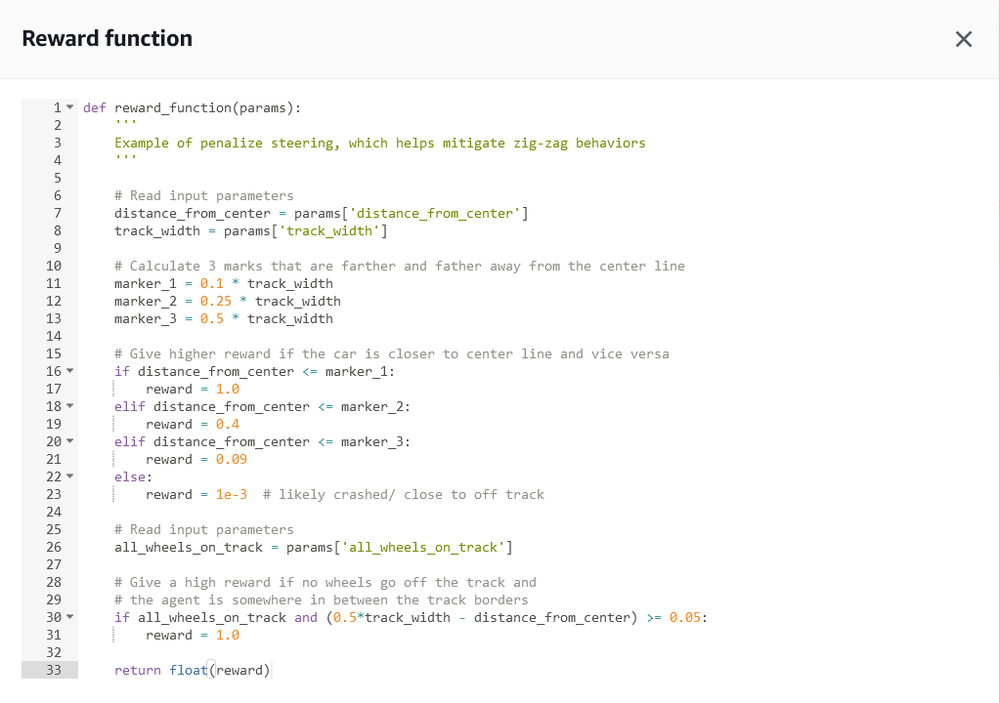 Reward function
1 def reward_function(params):
2     '''
3     Example of penalize steering, which helps mitigate zig-zag behaviors
4     '''
5
6     # Read input parameters
7     distance_from_center = params['distance_from_center']
8     track_width = params['track_width']
9
10     # Calculate 3 marks that are farther and father away from the center line
11     marker_1 = 0.1 * track_width
12     marker_2 = 0.25 * track_width
13     marker_3 = 0.5 * track_width
14
15     # Give higher reward if the car is closer to center line and vice versa
16     if distance_from_center <= marker_1:
17         reward = 1.0
18     elif distance_from_center <= marker_2:
19         reward = 0.4
20     elif distance_from_center <= marker_3:
21         reward = 0.09
22     else:
23         reward = 1e-3  # likely crashed/ close to off track
24
25     # Read input parameters
26     all_wheels_on_track = params['all_wheels_on_track']
27
28     # Give a high reward if no wheels go off the track and
29     # the agent is somewhere in between the track borders
30     if all_wheels_on_track and (0.5*track_width - distance_from_center) >= 0.05:
31         reward = 1.0
32
33     return float(reward)